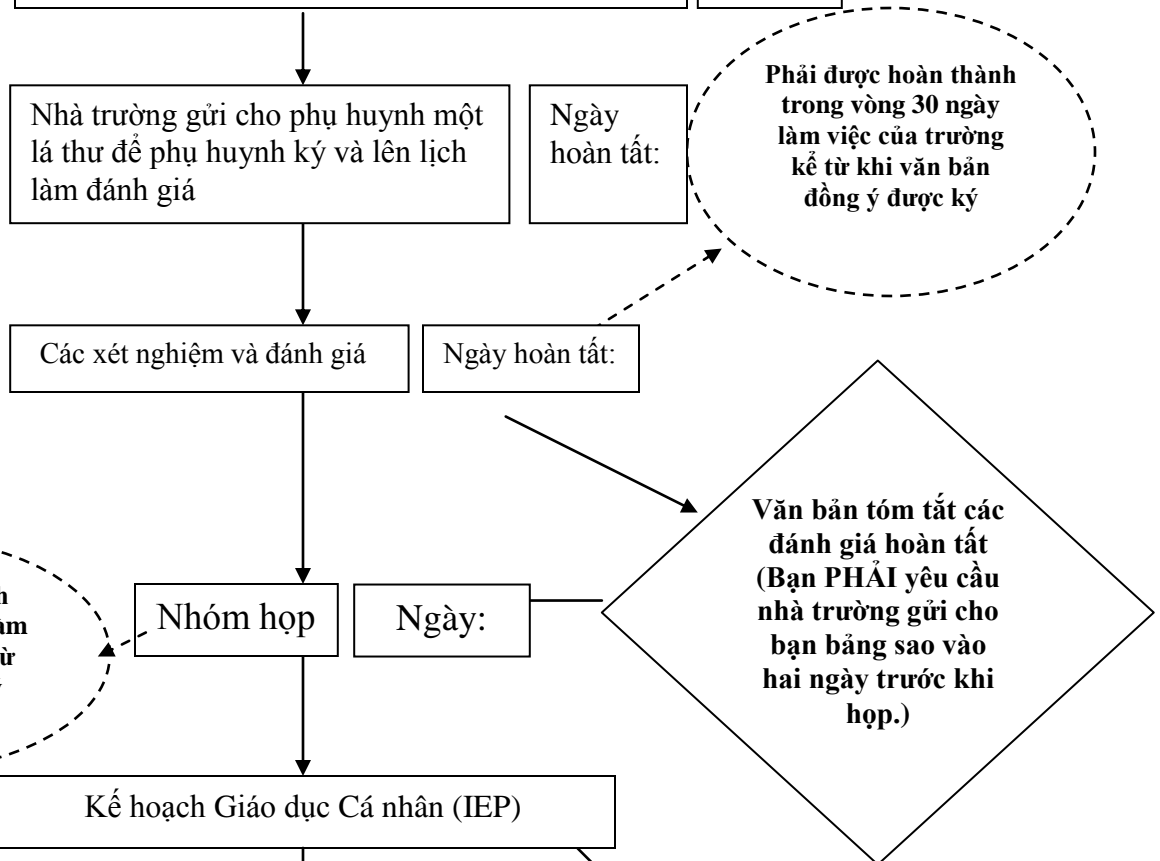 Nhà trường gửi cho phụ huynh một
lá thư để phụ huynh ký và lên lịch
làm đánh giá
Ngày
hoàn tất:
Phải được hoàn thành
trong vòng 30 ngày
làm việc của trường
kể từ khi văn bản
đồng ý được ký
Các xét nghiệm và đánh giá
Ngày hoàn tất:
Văn bản tóm tắt các
đánh giá hoàn tất
(Bạn PHẢI yêu cầu
nhà trường gửi cho
bạn bảng sao vào
hai ngày trước khi
họp.)
Nhóm họp
Ngày:
Kế hoạch Giáo dục Cá nhân (IEP)